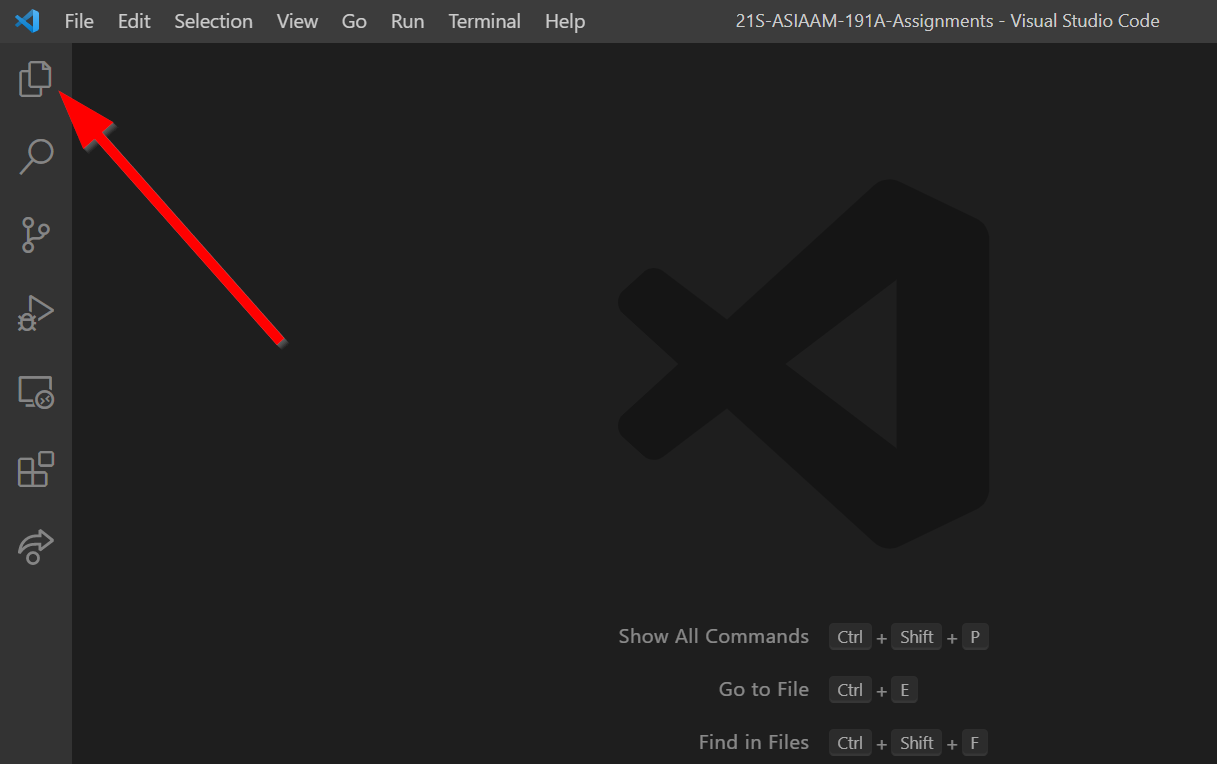 File Edit Selection View Go Run Terminal Help 21S-ASIAAM-191A-Assignments - Visual Studio Code
Show All Commands Ctrl + Shift + P
Go to File Ctrl + E
Find in Files Ctrl + Shift + F